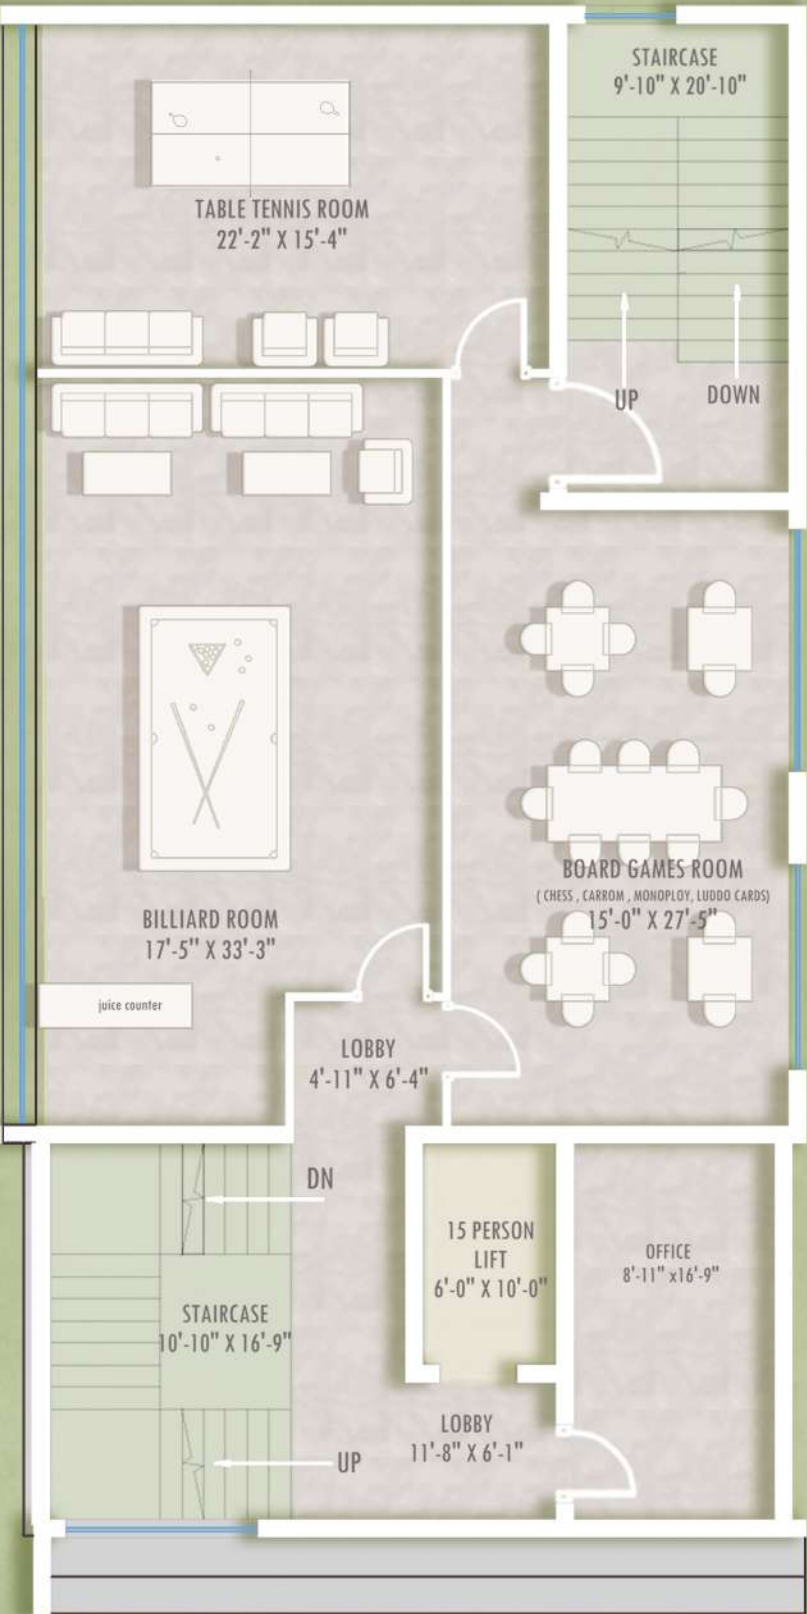 STAIRCASE
9'-10" X 20'-10"
TABLE TENNIS ROOM
22'-2" X 15'-4"
UP
DOWN
BOARD GAMES ROOM
( CHESS , CARROM , MONOPLOY, LUDDO CARDS)
15'-0" X 27'-5"
BILLIARD ROOM
17'-5" X 33'-3"
juice counter
LOBBY
4'-11" X 6'-4"
DN
15 PERSON
LIFT
6'-0" X 10'-0"
OFFICE
8'-11" x16'-9"
STAIRCASE
10'-10" X 16'-9"
LOBBY
11'-8" X 6'-1"
UP